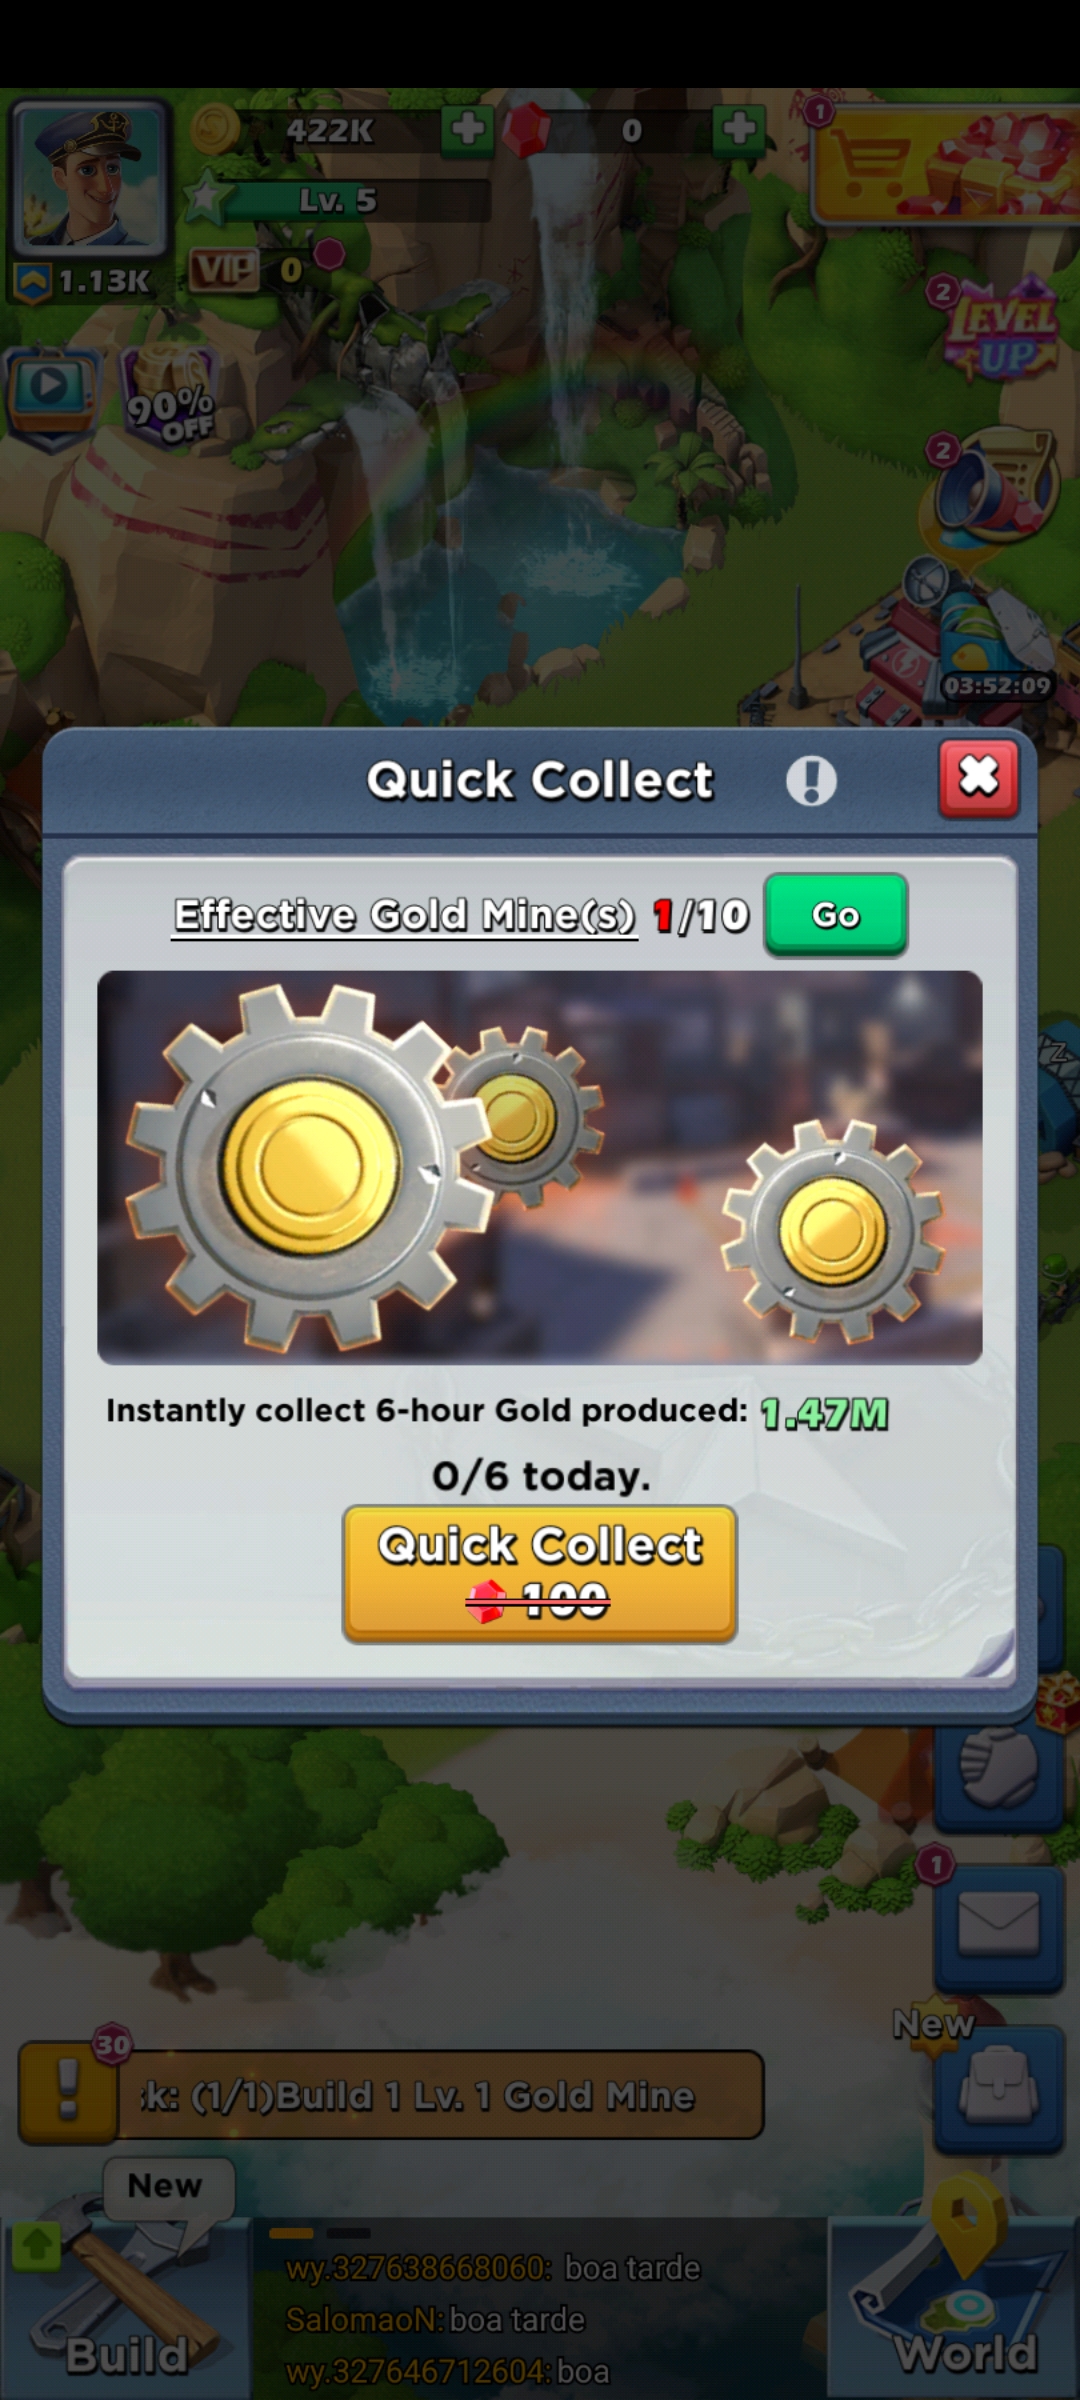 422K
0
1
Lv. 5
VIP 0
1.13K
2
LEVEL
UP
90%
OFF
2
03:52:09
Quick Collect
Effective Gold Mine(s) 1/10
Go
Instantly collect 6-hour Gold produced: 1.47M
0/6 today.
Quick Collect
100
1
New
30
k: (1/1)Build 1 Lv. 1 Gold Mine
New
wy.327638668060: boa tarde
SalomaoN: boa tarde
wy.327646712604: boa
Build
World